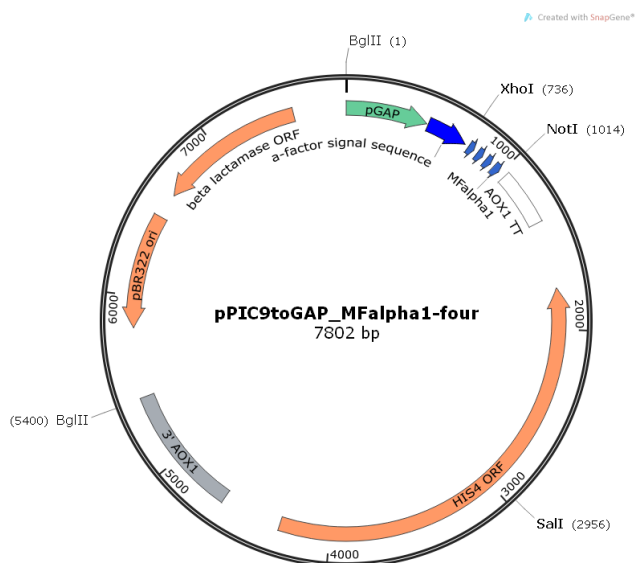 Created with SnapGene®
BglII (1)
XhoI (736)
NotI (1014)
pGAP
a-factor signal sequence
MFalpha1
AOX1 TT
beta lactamase ORF
pBR322 ori
1000
2000
3000
4000
5000
6000
7000
pPIC9toGAP_MFalpha1-four
7802 bp
(5400) BglII
3' AOX1
HIS4 ORF
SalI (2956)